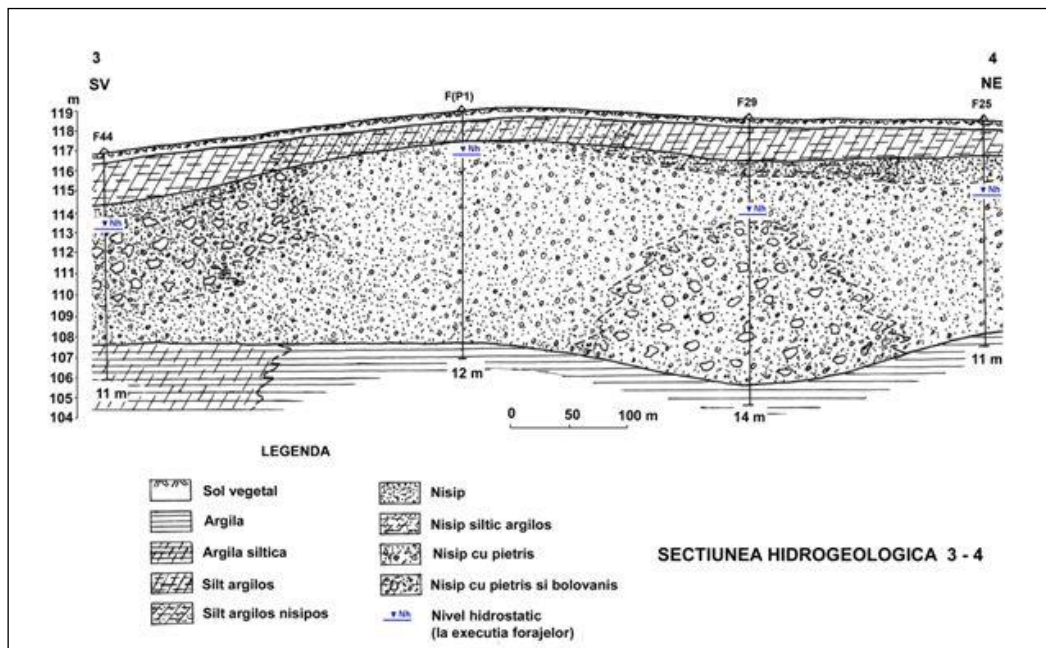 3
4
SV
NE
m
F44
F(P1)
F29
F25
119
118
117
116
115
114
113
112
111
110
109
108
107
106
105
104
Nh
Nh
Nh
Nh
11 m
12 m
14 m
11 m
0 50 100 m
LEGENDA
Sol vegetal
Argila
Argila siltica
Silt argilos
Silt argilos nisipos
Nisip
Nisip siltic argilos
Nisip cu pietris
Nisip cu pietris si bolovanis
Nh
Nivel hidrostatic
(la executia forajelor)
SECTIUNEA HIDROGEOLOGICA 3 - 4